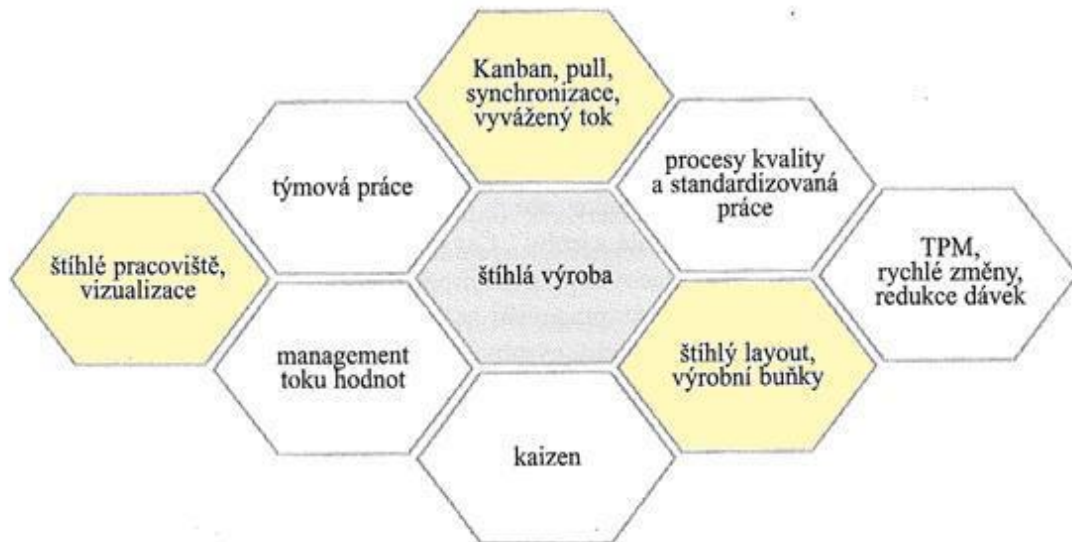 Kanban, pull,
synchronizace,
vyvážený tok
týmová práce
procesy kvality
a standardizovaná
práce
štíhlé pracoviště,
vizualizace
štíhlá výroba
TPM,
rychlé změny,
redukce dávek
management
toku hodnot
štíhlý layout,
výrobní buňky
kaizen